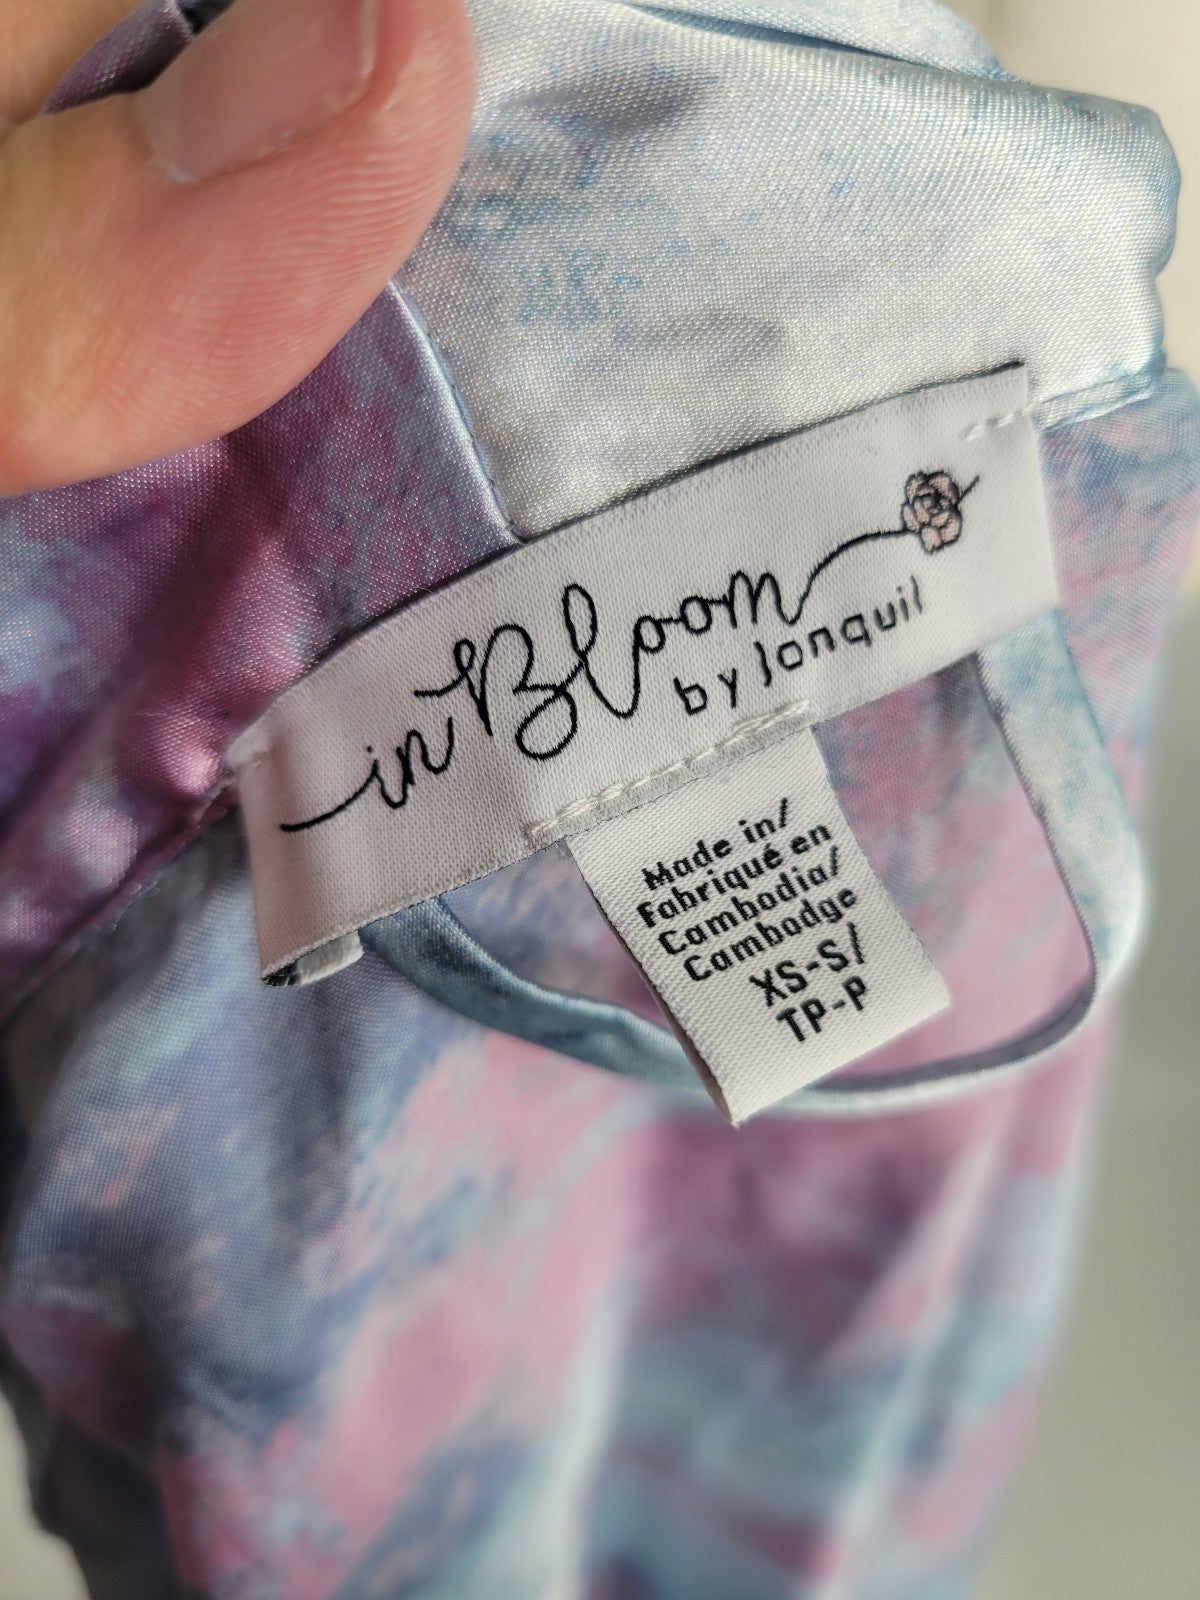 in Bloom
by Jonquil
Made in/
Fabriqué en
Cambodia/
Cambodge
XS-S/
TP-P